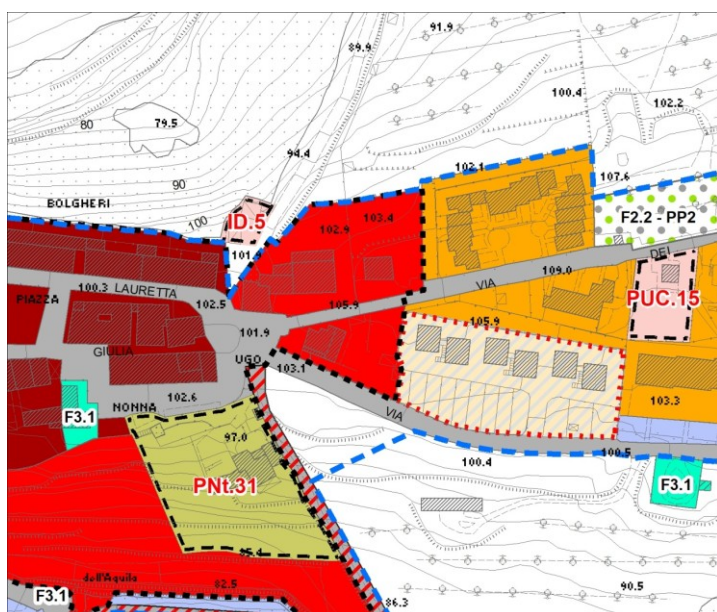 91.9
89.9
100.4
102.2
80
79.5
94.4
102.1
107.6
90
BOLGHERI
100
ID.5
103.4
102.9
F2.2 - PP2
101.9
DEI
109.0
100.3
LAURETTA
VIA
PUC.15
PIAZZA
102.5
105.9
101.9
105.9
GIULIA
UGO
103.1
103.3
102.6
NONNA
VIA
F3.1
97.0
100.4
100.5
PNt.31
F3.1
dell'Aquila
82.5
90.5
F3.1
86.3